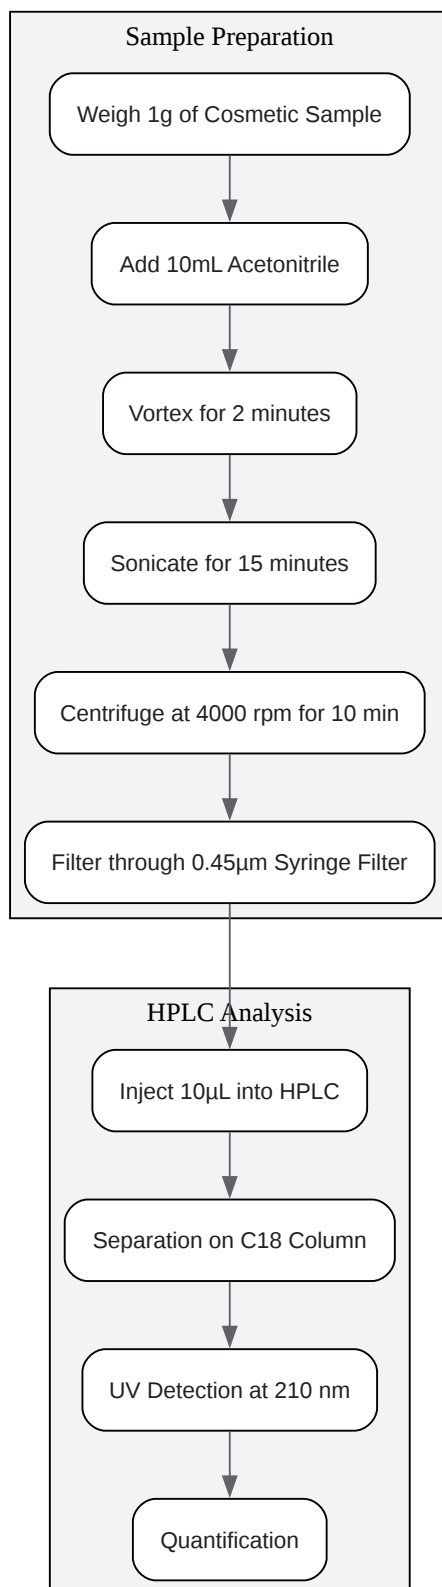 Sample Preparation
Weigh 1g of Cosmetic Sample
Add 10mL Acetonitrile
Vortex for 2 minutes
Sonicate for 15 minutes
Centrifuge at 4000 rpm for 10 min
Filter through 0.45µm Syringe Filter
HPLC Analysis
Inject 10µL into HPLC
Separation on C18 Column
UV Detection at 210 nm
Quantification